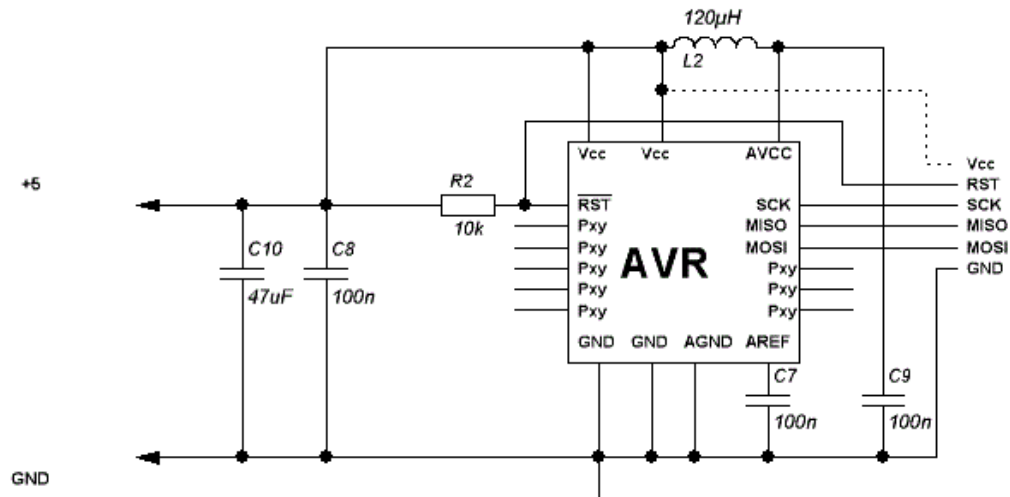 120µH
L2
Vcc Vcc AVCC
Vcc
+5
R2
RST
RST
SCK
SCK
10k
Pxy
MISO
MISO
C10
C8
Pxy
MOSI
MOSI
AVR
Pxy
Pxy
GND
47uF
100n
Pxy
Pxy
Pxy
Pxy
GND GND AGND AREF
C7
C9
100n
100n
GND